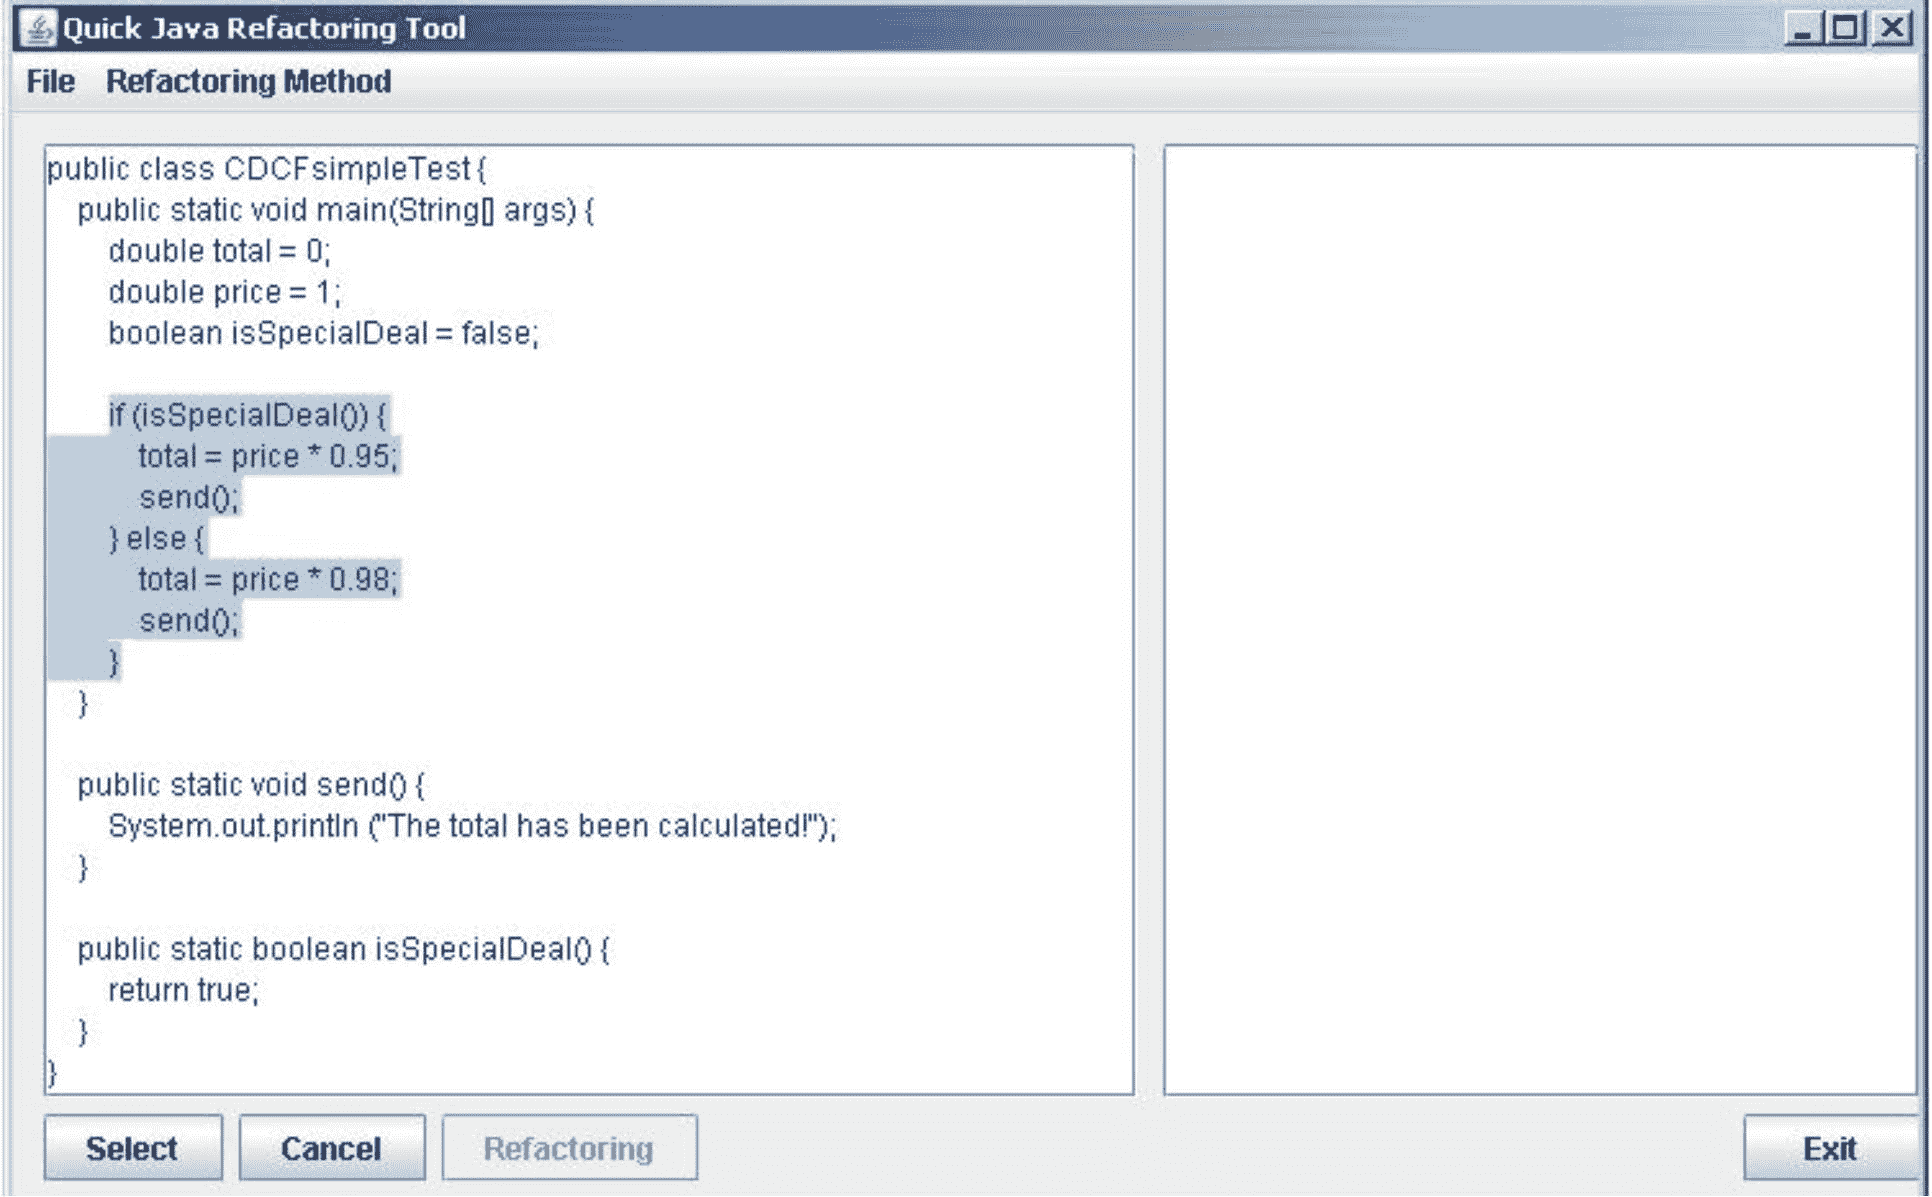 Quick Java Refactoring Tool
File Refactoring Method
public class CDCFsimpleTest {
public static void main(String[] args) {
double total = 0;
double price = 1;
boolean isSpecialDeal = false;
if (isSpecialDeal()) {
total = price * 0.95;
send();
} else {
total = price * 0.98;
send();
}
}
public static void send() {
System.out.println ("The total has been calculated!");
}
public static boolean isSpecialDeal() {
return true;
}
}
Select Cancel Refactoring Exit